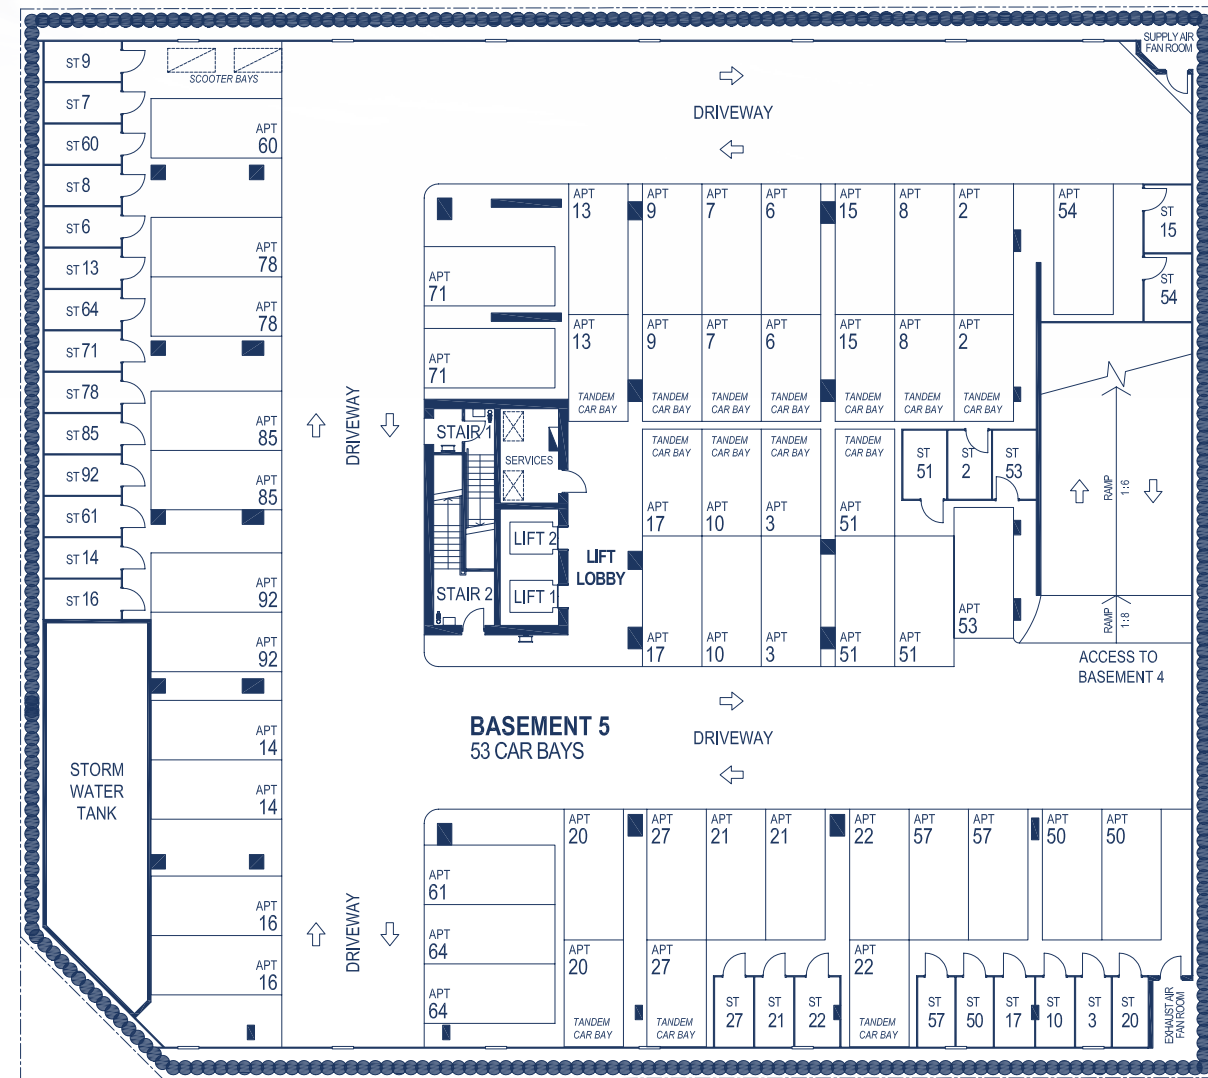 SUPPLY AIR
FAN ROOM
ST 9
ST 7
ST 60
ST 8
ST 6
ST 13
ST 64
ST 71
ST 78
ST 85
ST 92
ST 61
ST 14
ST 16
STORM
WATER
TANK
SCOOTER BAYS
APT
60
APT
78
APT
78
APT
85
APT
85
APT
92
APT
92
APT
14
APT
14
APT
16
APT
16
DRIVEWAY
DRIVEWAY
DRIVEWAY
APT
71
APT
71
APT
13
APT
9
APT
7
APT
6
APT
15
APT
8
APT
2
APT
54
ST
15
ST
54
APT
13
TANDEM
CAR BAY
APT
9
TANDEM
CAR BAY
APT
7
TANDEM
CAR BAY
APT
6
TANDEM
CAR BAY
APT
15
TANDEM
CAR BAY
APT
8
TANDEM
CAR BAY
APT
2
TANDEM
CAR BAY
STAIR 1
SERVICES
LIFT 2
LIFT 1
STAIR 2
LIFT
LOBBY
TANDEM
CAR BAY
APT
17
TANDEM
CAR BAY
APT
10
TANDEM
CAR BAY
APT
3
TANDEM
CAR BAY
APT
51
ST
51
ST
2
ST
53
APT
17
APT
10
APT
3
APT
51
APT
51
APT
53
RAMP
1:6
RAMP
1:8
ACCESS TO
BASEMENT 4
BASEMENT 5
53 CAR BAYS
DRIVEWAY
APT
61
APT
64
APT
64
APT
20
APT
27
APT
21
APT
21
APT
22
APT
57
APT
57
APT
50
APT
50
APT
20
TANDEM
CAR BAY
APT
27
TANDEM
CAR BAY
ST
27
ST
21
ST
22
APT
22
TANDEM
CAR BAY
ST
57
ST
50
ST
17
ST
10
ST
3
ST
20
EXHAUST AIR
FAN ROOM